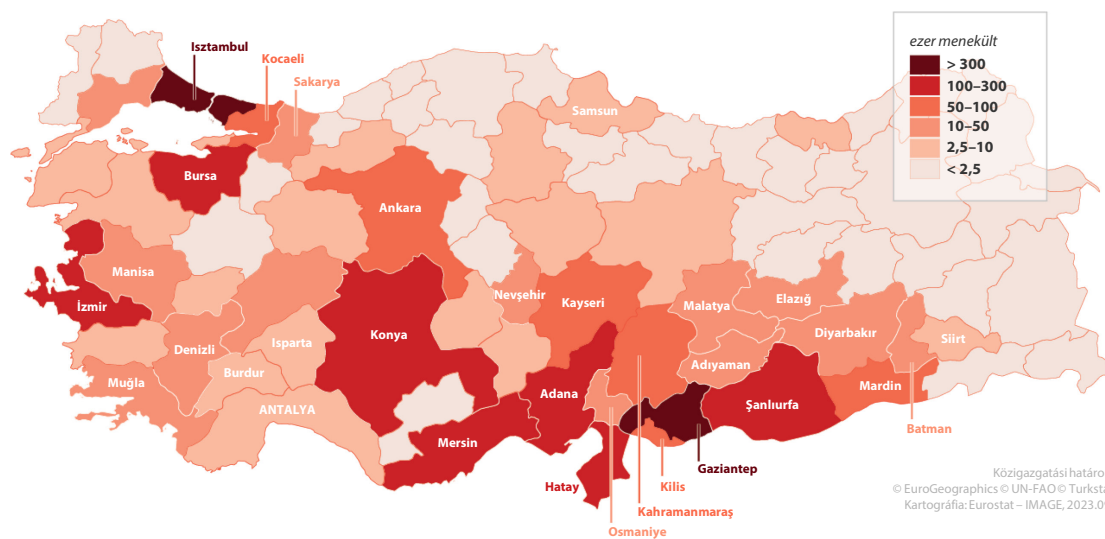 ezer menekült
> 300
100–300
50–100
10–50
2,5–10
< 2,5
Isztambul
Kocaeli
Sakarya
Samsun
Bursa
Ankara
Manisa
Nevşehir
Kayseri
Malatya
Elazığ
İzmir
Konya
Isparta
Denizli
Diyarbakır
Siirt
Adıyaman
Burdur
Muğla
Mardin
Adana
Şanlıurfa
ANTALYA
Batman
Mersin
Gaziantep
Hatay
Kilis
Kahramanmaraş
Osmaniye
Közigazgatási határo
© EuroGeographics © UN-FAO © Turksta
Kartográfia: Eurostat – IMAGE, 2023.09